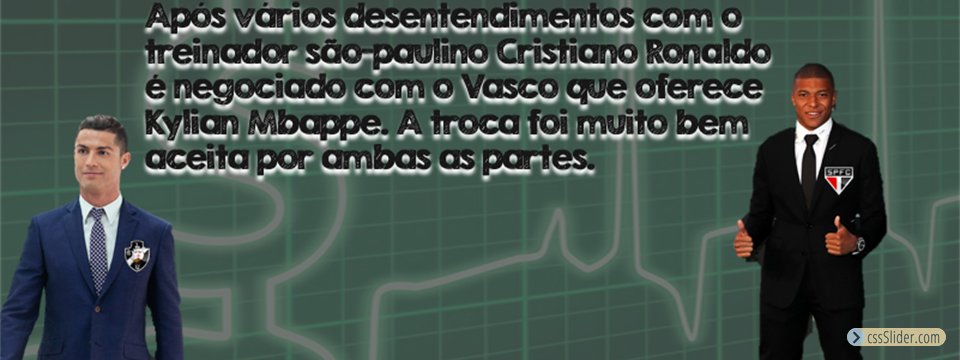 Após vários desentendimentos com o
treinador são-paulino Cristiano Ronaldo
é negociado com o Vasco que oferece
Kylian Mbappe. A troca foi muito bem
aceita por ambas as partes.
SPFC
cssSlider.com